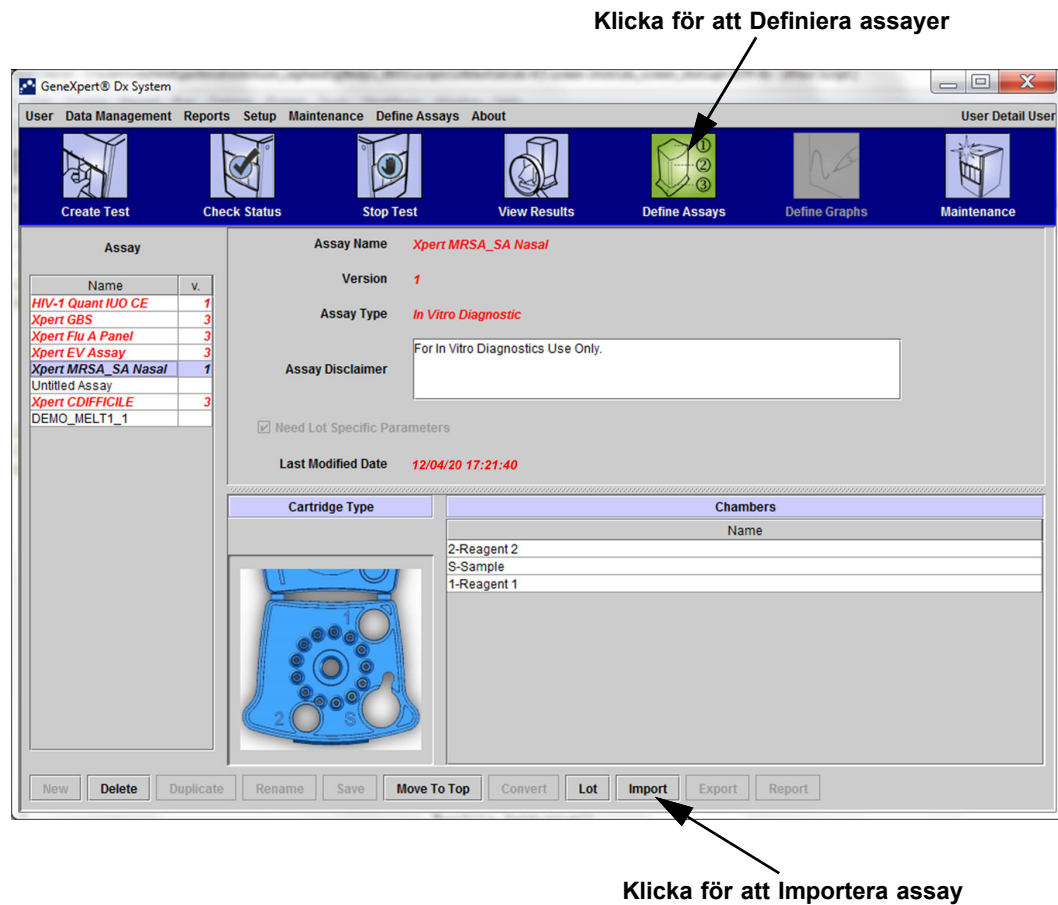 Klicka för att Definiera assayer
GeneXpert® Dx System
User Data Management Reports Setup Maintenance Define Assays About User Detail User
① ② ③
Create Test Check Status Stop Test View Results Define Assays Define Graphs Maintenance
Assay
Name v.
HIV-1 Quant IUO CE 1
Xpert GBS 3
Xpert Flu A Panel 3
Xpert EV Assay 3
Xpert MRSA_SA Nasal 1
Untitled Assay
Xpert CDIFFICILE 3
DEMO_MELT1_1
Assay Name Xpert MRSA_SA Nasal
Version 1
Assay Type In Vitro Diagnostic
Assay Disclaimer For In Vitro Diagnostics Use Only.
Need Lot Specific Parameters
Last Modified Date 12/04/20 17:21:40
Cartridge Type
1
2 S
Chambers
Name
2-Reagent 2
S-Sample
1-Reagent 1
New Delete Duplicate Rename Save Move To Top Convert Lot Import Export Report
Klicka för att Importera assay